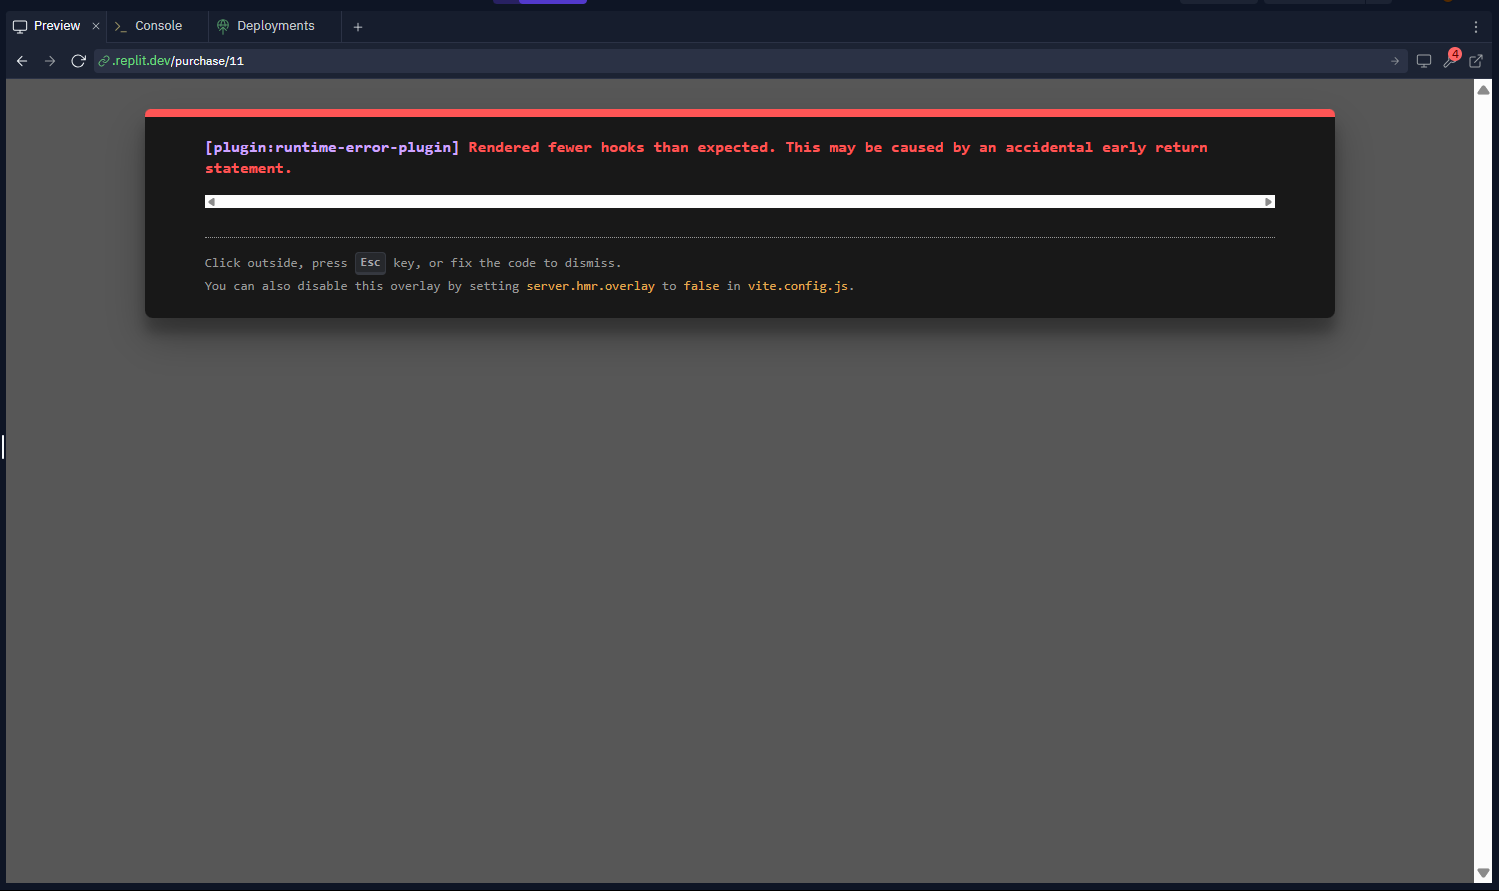 Preview
Console
Deployments
.replit.dev/purchase/11
4
[plugin:runtime-error-plugin] Rendered fewer hooks than expected. This may be caused by an accidental early return
statement.
Click outside, press Esc key, or fix the code to dismiss.
You can also disable this overlay by setting server.hmr.overlay to false in vite.config.js.